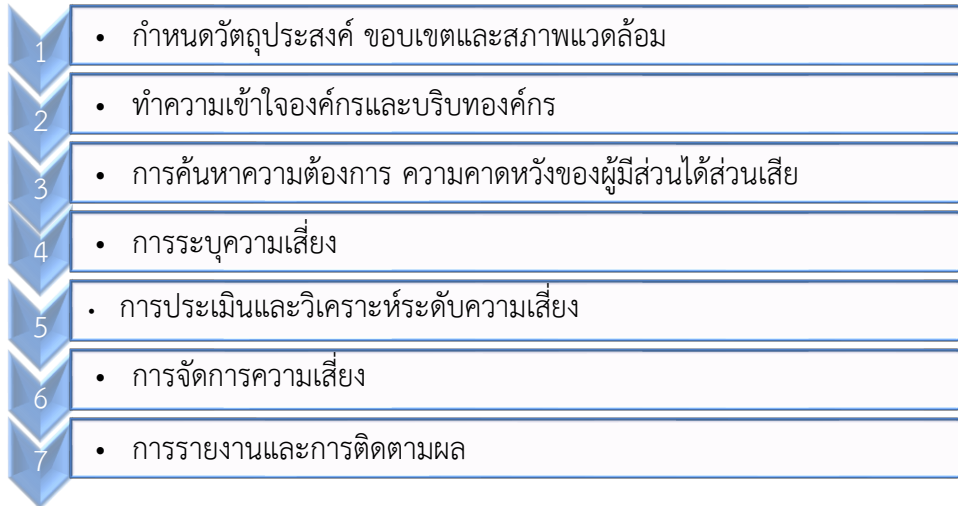 1 • กำหนดวัตถุประสงค์ ขอบเขตและสภาพแวดล้อม
2 • ทำความเข้าใจองค์กรและบริบทองค์กร
3 • การค้นหาความต้องการ ความคาดหวังของผู้มีส่วนได้ส่วนเสีย
4 • การระบุความเสี่ยง
5 • การประเมินและวิเคราะห์ระดับความเสี่ยง
6 • การจัดการความเสี่ยง
7 • การรายงานและการติดตามผล